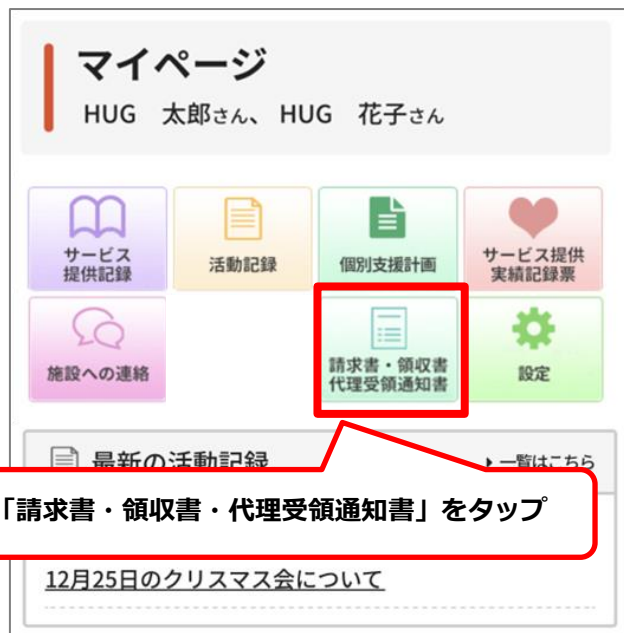 マイページ
HUG 太郎さん、 HUG 花子さん
サービス
提供記録
活動記録
個別支援計画
サービス提供
実績記録票
施設への連絡
請求書・領収書
代理受領通知書
設定
最新の活動記録
一覧はこちら
「請求書・領収書・代理受領通知書」をタップ
12月25日のクリスマス会について